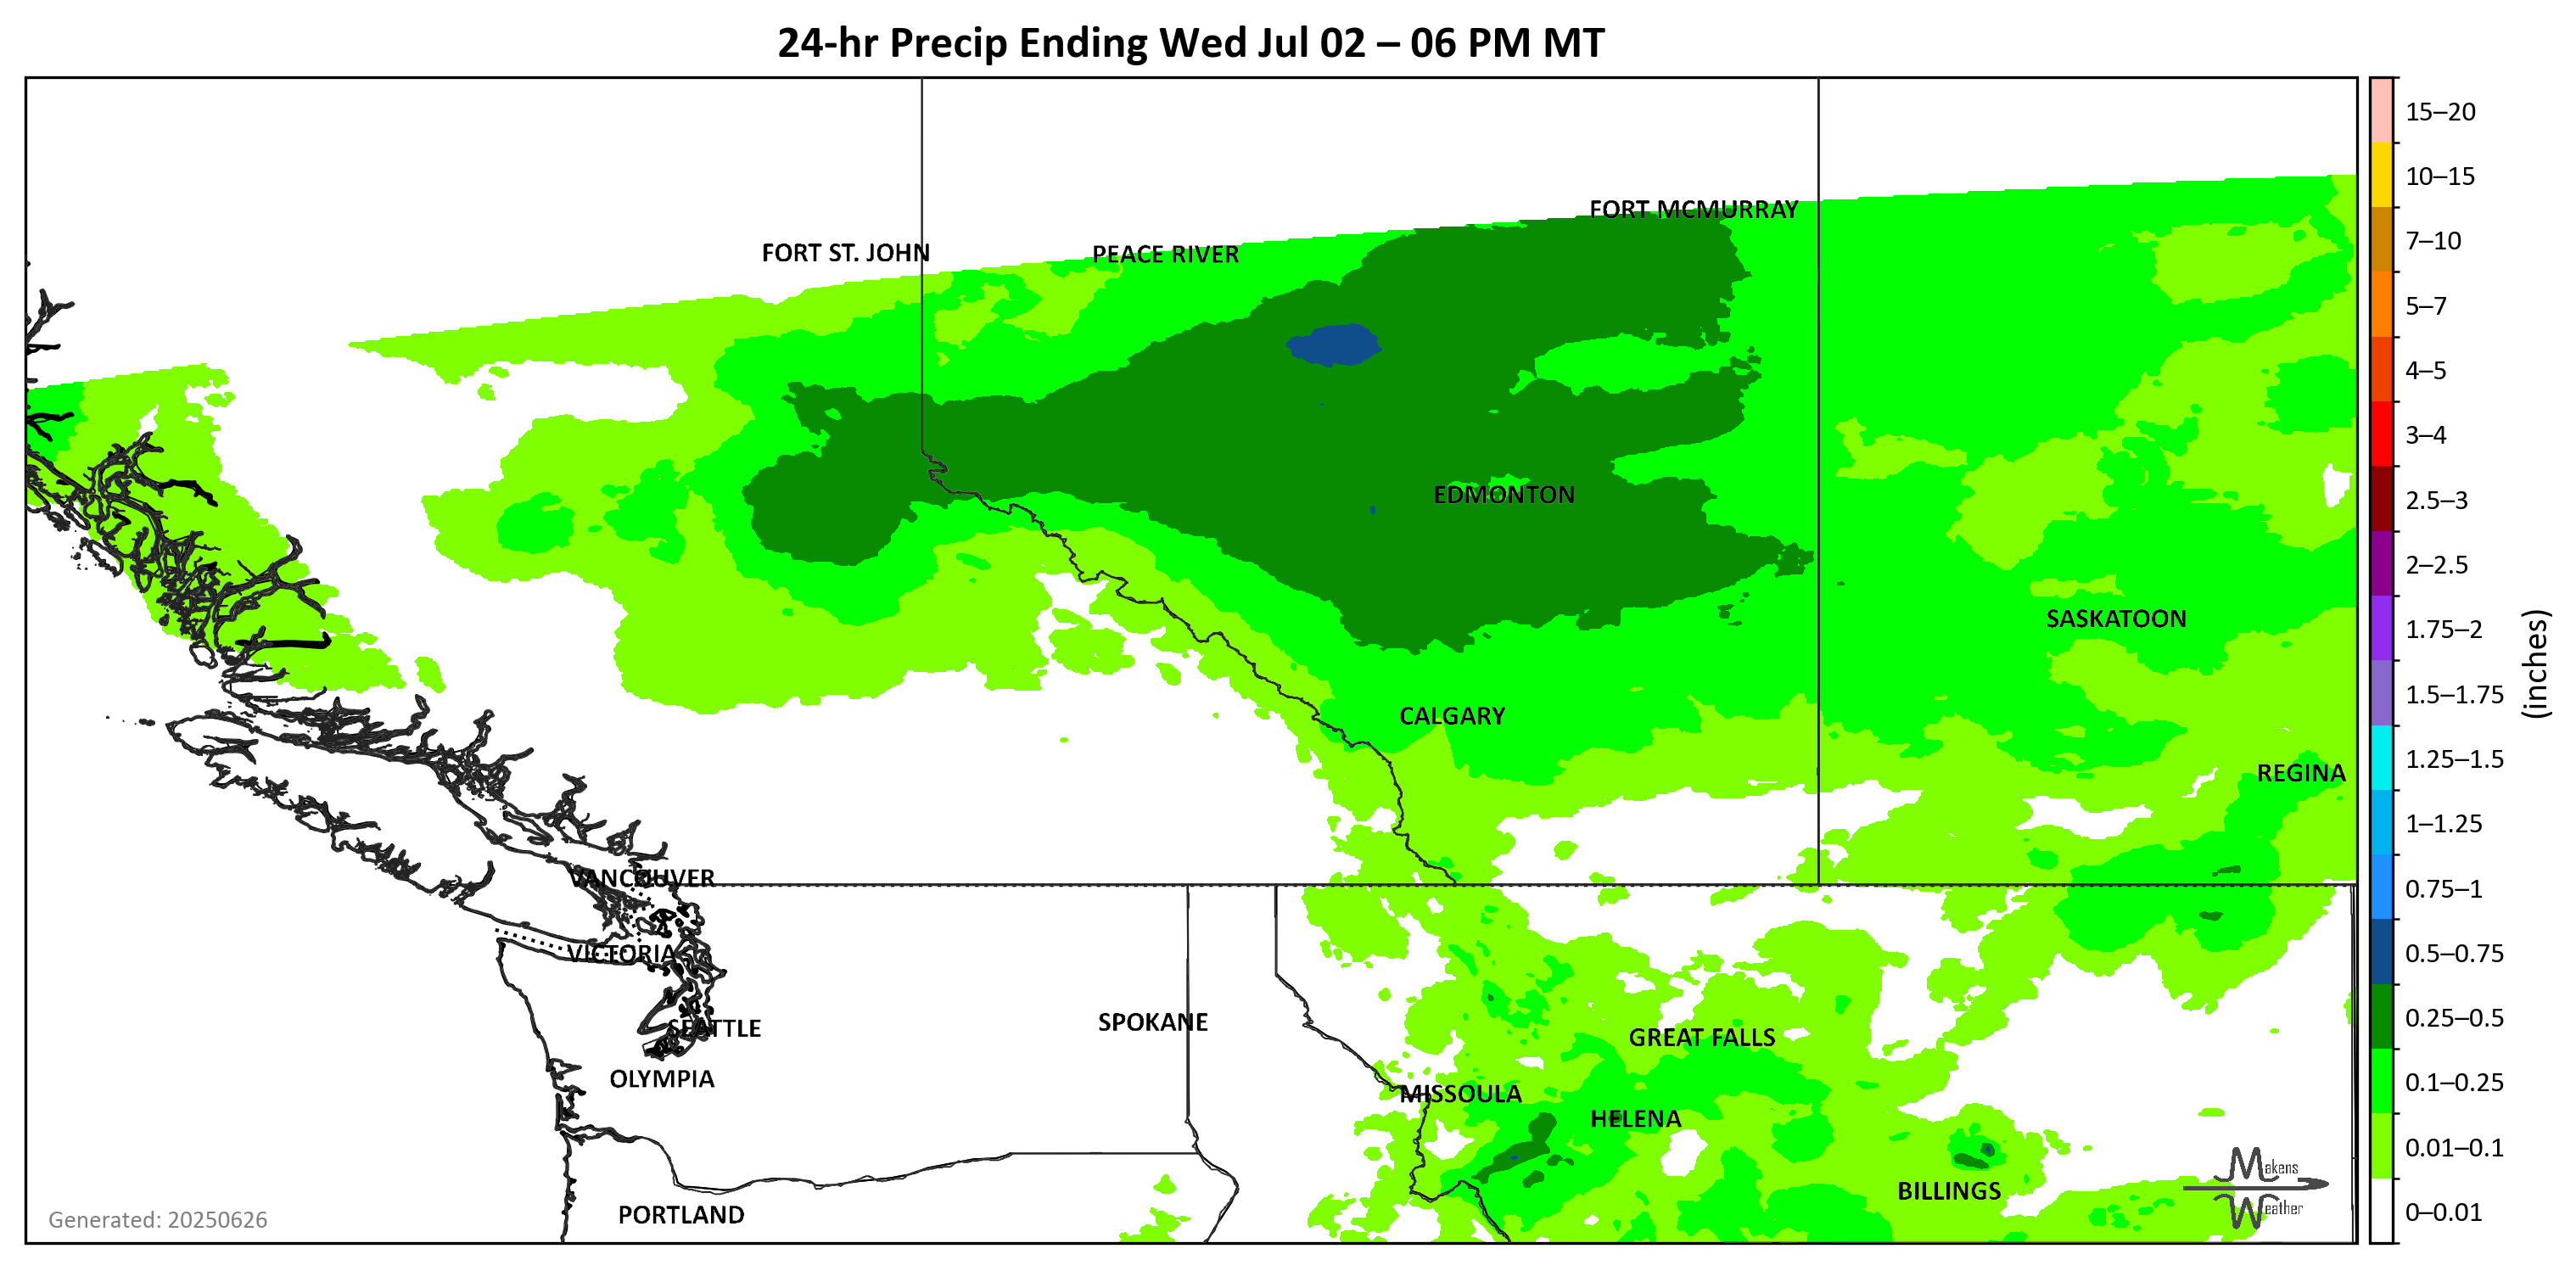 24-hr Precip Ending Wed Jul 02 – 06 PM MT
FORT MCMURRAY
FORT ST. JOHN
PEACE RIVER
EDMONTON
SASKATOON
CALGARY
REGINA
VANCOUVER
VICTORIA
SPOKANE
SEATTLE
GREAT FALLS
OLYMPIA
MISSOULA
HELENA
BILLINGS
PORTLAND
Generated: 20250626
Makens
Weather
15–20
10–15
7–10
5–7
4–5
3–4
2.5–3
2–2.5
1.75–2
1.5–1.75
1.25–1.5
1–1.25
0.75–1
0.5–0.75
0.25–0.5
0.1–0.25
0.01–0.1
0–0.01
(inches)